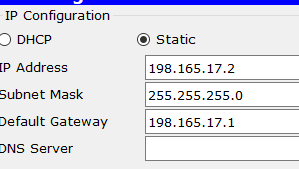 IP Configuration
DHCP Static
IP Address 198.165.17.2
Subnet Mask 255.255.255.0
Default Gateway 198.165.17.1
DNS Server